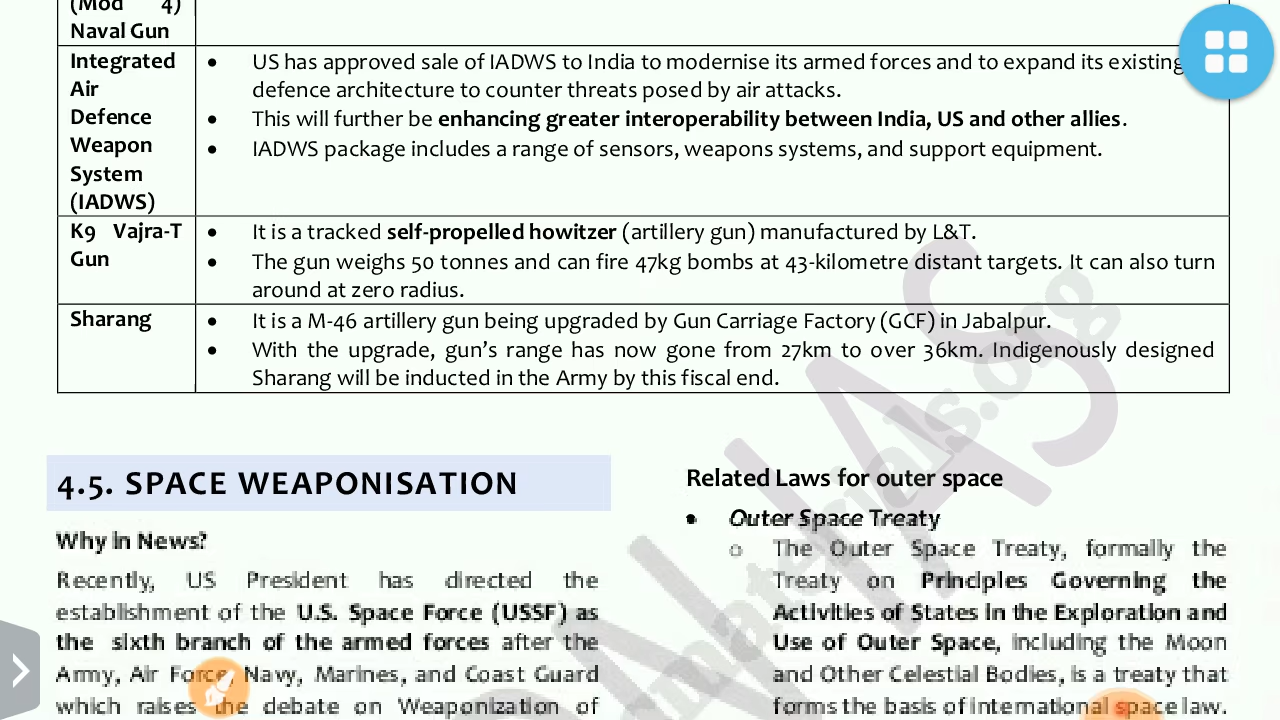 (Mod 4)
Naval Gun
Integrated
Air
Defence
Weapon
System
(IADWS)
• US has approved sale of IADWS to India to modernise its armed forces and to expand its existing
defence architecture to counter threats posed by air attacks.
• This will further be enhancing greater interoperability between India, US and other allies.
• IADWS package includes a range of sensors, weapons systems, and support equipment.
K9 Vajra-T
Gun
• It is a tracked self-propelled howitzer (artillery gun) manufactured by L&T.
• The gun weighs 50 tonnes and can fire 47kg bombs at 43-kilometre distant targets. It can also turn
around at zero radius.
Sharang
• It is a M-46 artillery gun being upgraded by Gun Carriage Factory (GCF) in Jabalpur.
• With the upgrade, gun's range has now gone from 27km to over 36km. Indigenously designed
Sharang will be inducted in the Army by this fiscal end.
4.5. SPACE WEAPONISATION
Why in News?
Recently, US President has directed the
establishment of the U.S. Space Force (USSF) as
the sixth branch of the armed forces after the
Army, Air Force, Navy, Marines, and Coast Guard
which raises the debate on Weaponization of
Related Laws for outer space
• Outer Space Treaty
o The Outer Space Treaty, formally the
Treaty on Principles Governing the
Activities of States in the Exploration and
Use of Outer Space, including the Moon
and Other Celestial Bodies, is a treaty that
forms the basis of international space law.